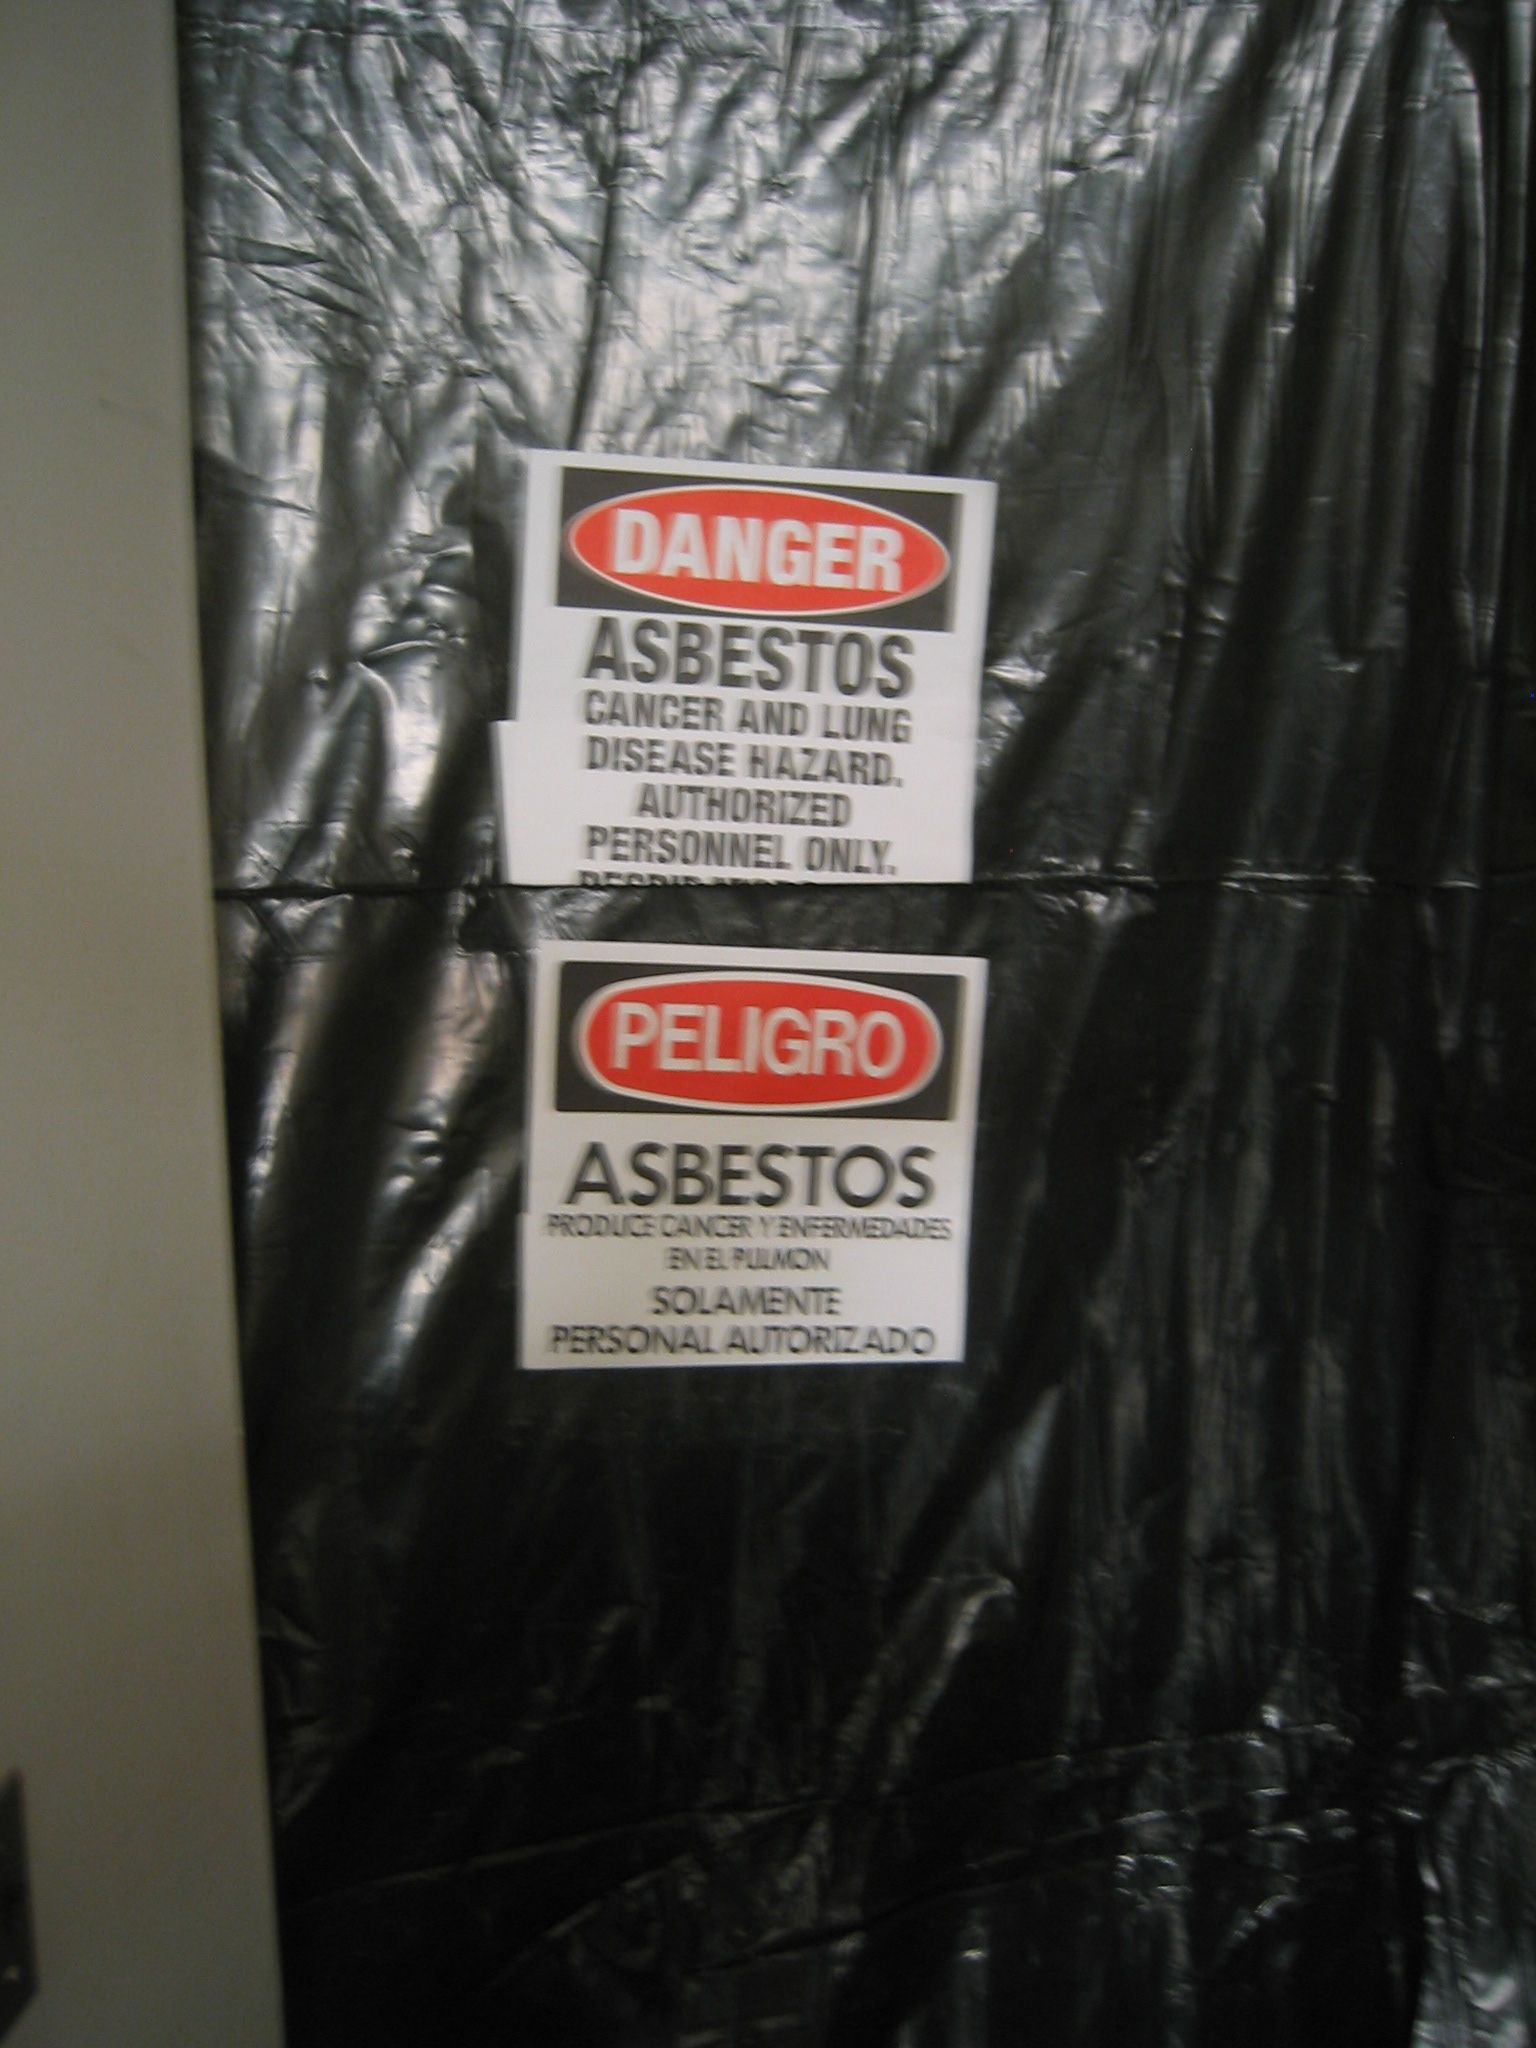 DANGER
ASBESTOS
CANCER AND LUNG
DISEASE HAZARD.
AUTHORIZED
PERSONNEL ONLY.
PELIGRO
ASBESTOS
PRODUCE CANCER Y ENFERMEDADES
EN EL PULMON
SOLAMENTE
PERSONAL AUTORIZADO